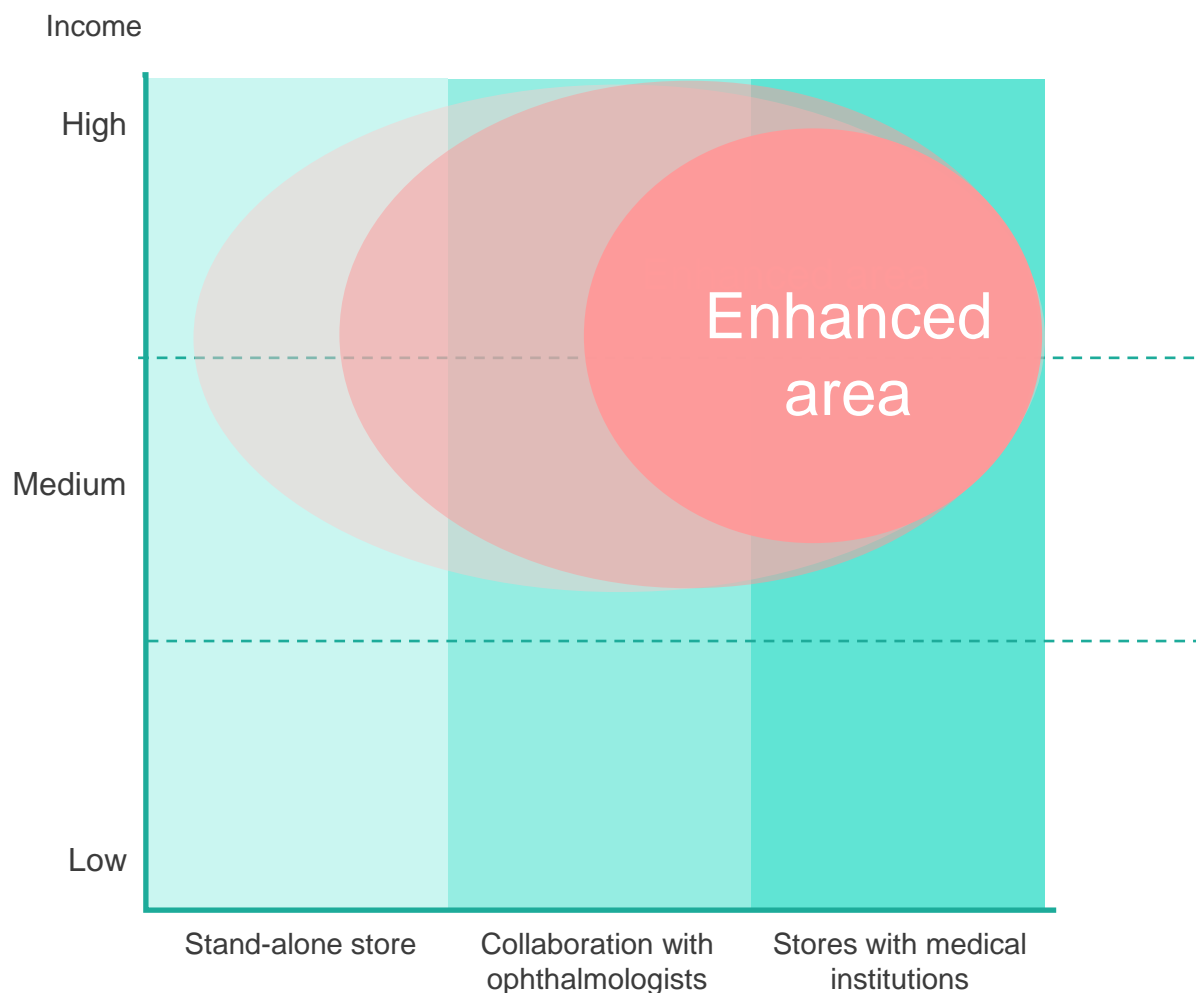 Income
High
Enhanced
area
Medium
Low
Stand-alone store
Collaboration with
ophthalmologists
Stores with medical
institutions